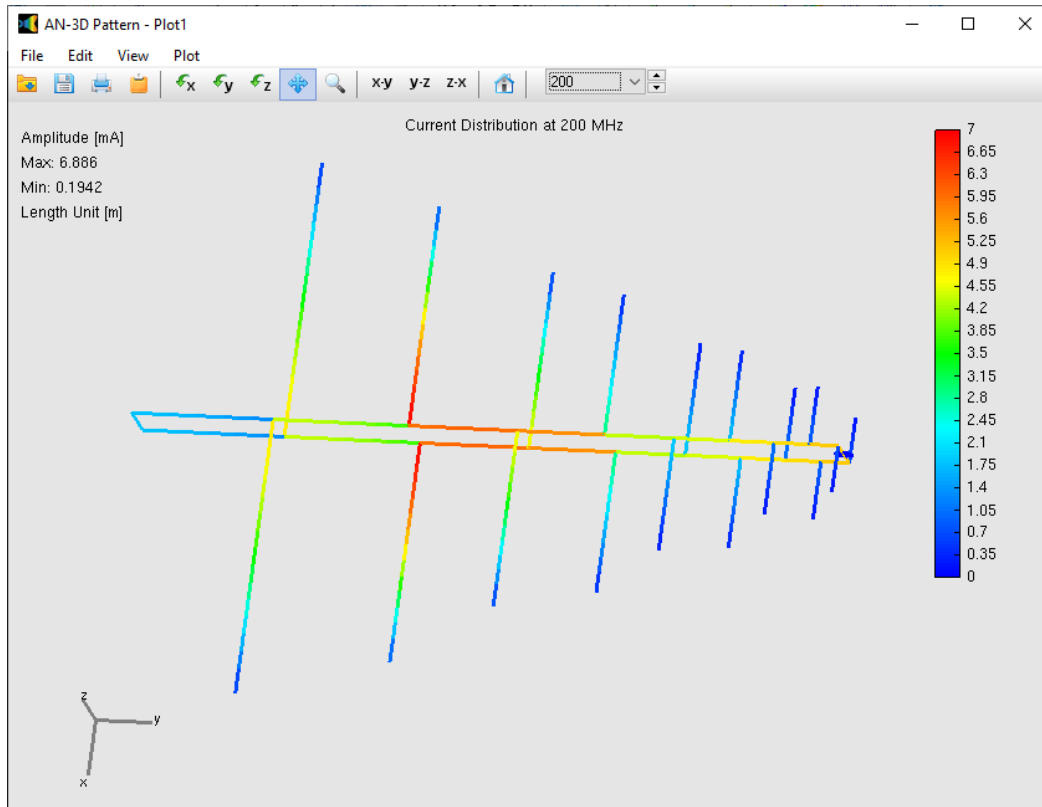 AN-3D Pattern - Plot1
File Edit View Plot
x y z x-y y-z z-x 200
Current Distribution at 200 MHz
Amplitude [mA]
Max: 6.886
Min: 0.1942
Length Unit [m]
7
6.65
6.3
5.95
5.6
5.25
4.9
4.55
4.2
3.85
3.5
3.15
2.8
2.45
2.1
1.75
1.4
1.05
0.7
0.35
0
z
y
x